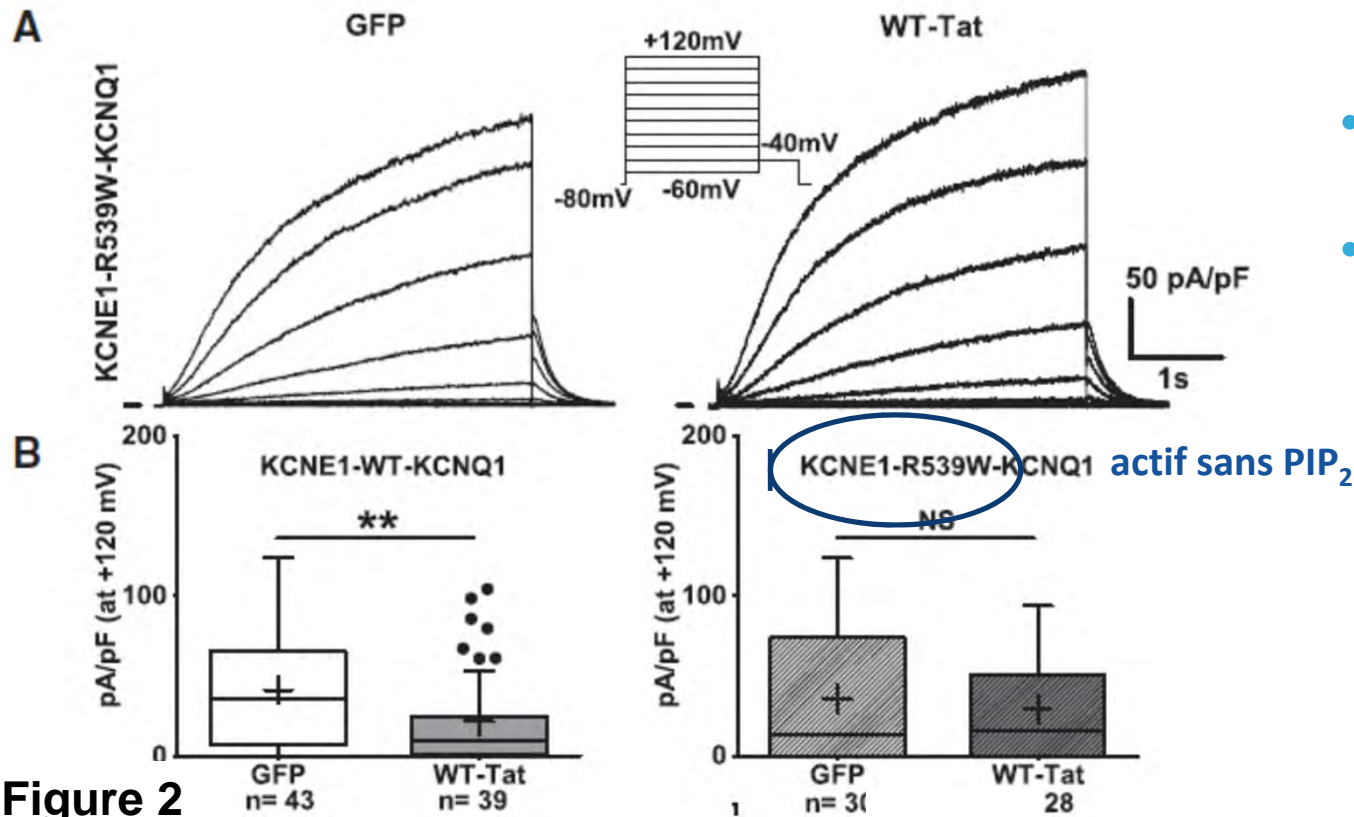 A
GFP
WT-Tat
+120mV
-40mV
-80mV
-60mV
KCNE1-R539W-KCNQ1
50 pA/pF
1s
B
200
100
0
pA/pF (at +120 mV)
KCNE1-WT-KCNQ1
**
GFP
n= 43
WT-Tat
n= 39
200
100
0
pA/pF (at +120 mV)
KCNE1-R539W-KCNQ1
actif sans PIP₂
NS
GFP
WT-Tat
n= 3
28
Figure 2